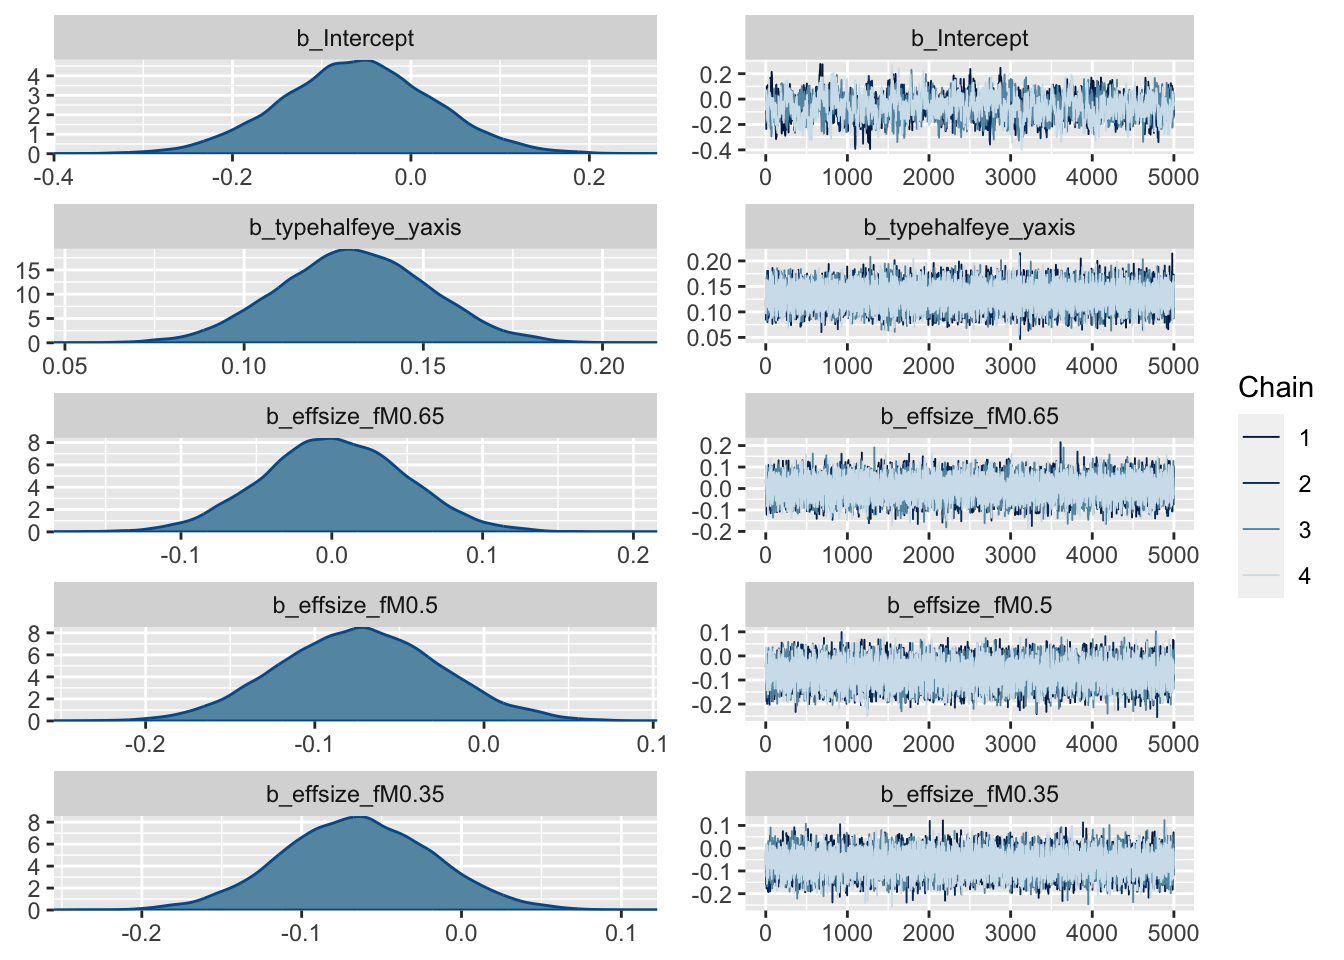 b_Intercept
4
3
2
1
0
-0.4 -0.2 0.0 0.2
b_Intercept
0.2
0.0
-0.2
-0.4
0 1000 2000 3000 4000 5000
b_typehalfeye_yaxis
15
10
5
0
0.05 0.10 0.15 0.20
b_typehalfeye_yaxis
0.20
0.15
0.10
0.05
0 1000 2000 3000 4000 5000
b_effsize_fM0.65
8
6
4
2
0
-0.1 0.0 0.1 0.2
b_effsize_fM0.65
0.2
0.1
0.0
-0.1
-0.2
0 1000 2000 3000 4000 5000
b_effsize_fM0.5
8
6
4
2
0
-0.2 -0.1 0.0 0.1
b_effsize_fM0.5
0.1
0.0
-0.1
-0.2
0 1000 2000 3000 4000 5000
b_effsize_fM0.35
8
6
4
2
0
-0.2 -0.1 0.0 0.1
b_effsize_fM0.35
0.1
0.0
-0.1
-0.2
0 1000 2000 3000 4000 5000
Chain
1
2
3
4